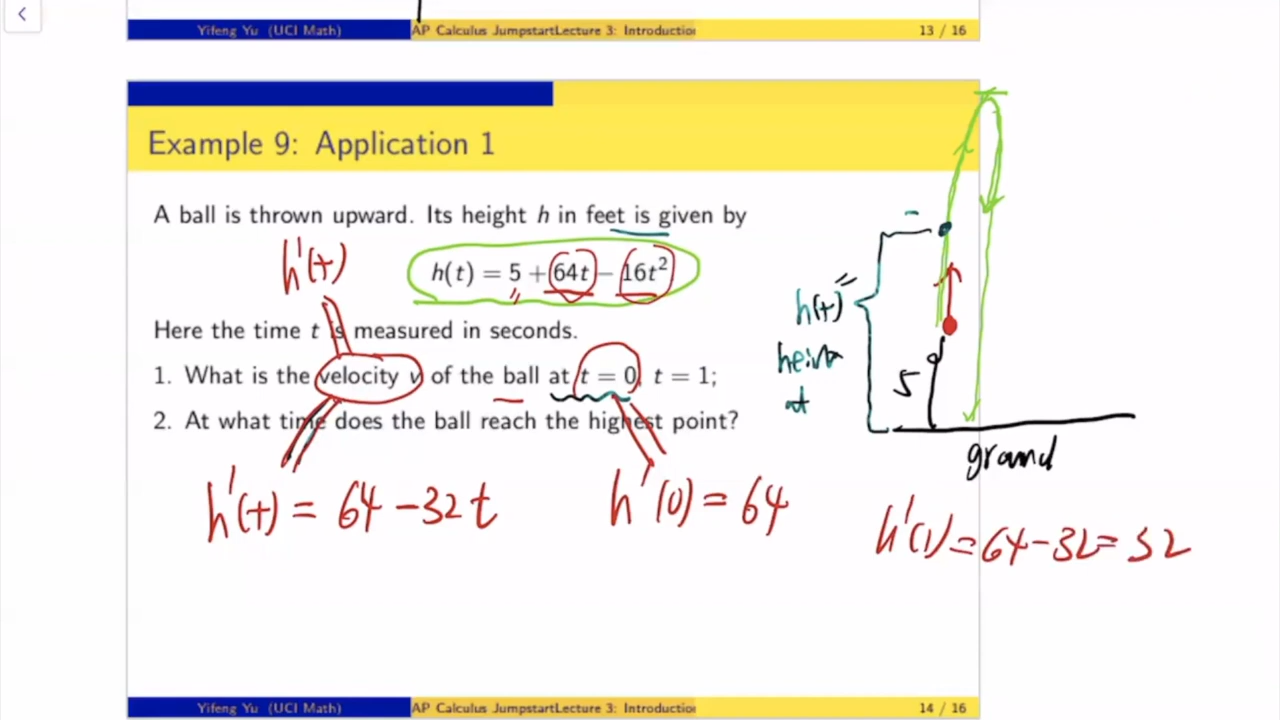 Yifeng Yu (UCI Math) AP Calculus JumpstartLecture 3: Introduction 13 / 16
Example 9: Application 1
A ball is thrown upward. Its height h in feet is given by
h'(t)
h(t) = 5 + 64t − 16t²
h(t)
Here the time t is measured in seconds.
1. What is the velocity v of the ball at t = 0, t = 1;
at
5
2. At what time does the ball reach the highest point?
ground
h'(t) = 64 − 32t
h'(0) = 64
h'(1) = 64 − 32 = 32
Yifeng Yu (UCI Math) AP Calculus JumpstartLecture 3: Introduction 14 / 16